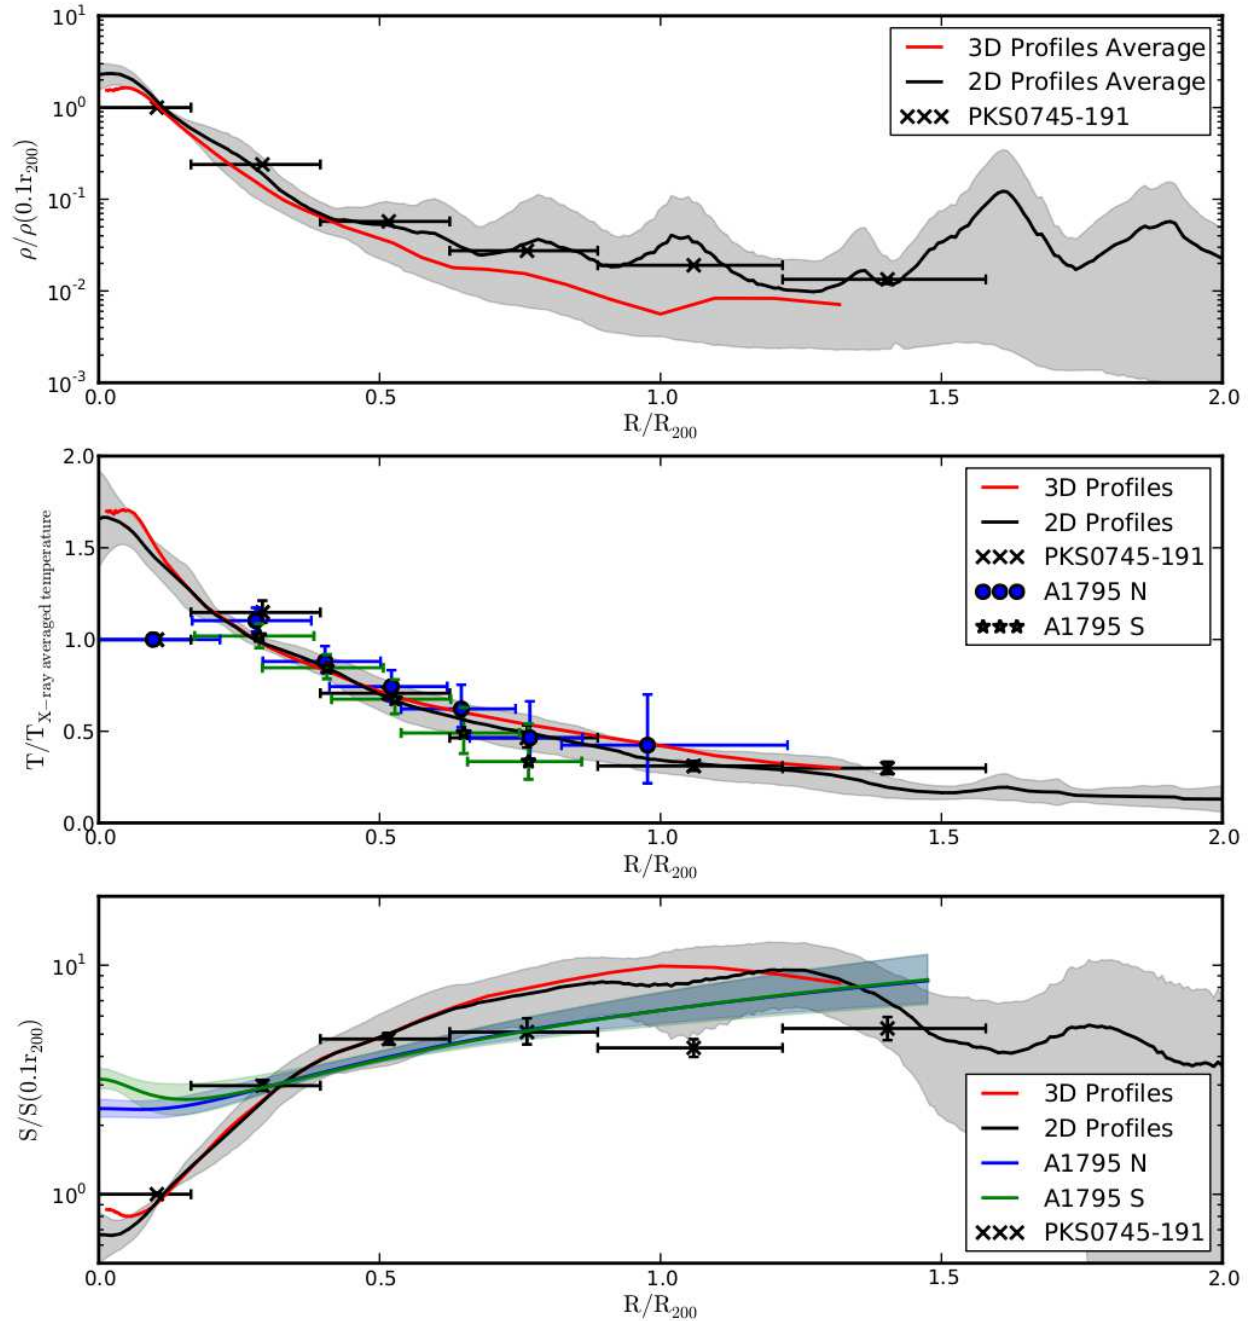 10¹
10⁰
10⁻¹
10⁻²
10⁻³
ρ/ρ(0.1r₂₀₀)
3D Profiles Average
2D Profiles Average
PKS0745-191
0.0 0.5 1.0 1.5 2.0
R/R₂₀₀
2.0
1.5
1.0
0.5
0.0
T/T_X−ray averaged temperature
3D Profiles
2D Profiles
PKS0745-191
A1795 N
A1795 S
0.0 0.5 1.0 1.5 2.0
R/R₂₀₀
10¹
10⁰
S/S(0.1r₂₀₀)
3D Profiles
2D Profiles
A1795 N
A1795 S
PKS0745-191
0.0 0.5 1.0 1.5 2.0
R/R₂₀₀